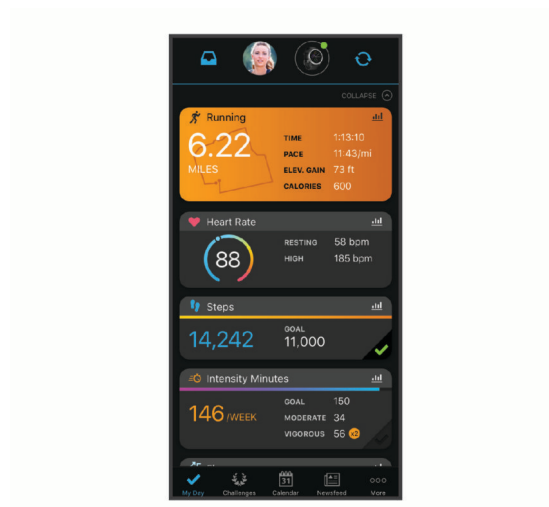 COLLAPSE
Running
6.22
MILES
TIME 1:13:10
PACE 11:43/mi
ELEV. GAIN 73 ft
CALORIES 600
Heart Rate
88
RESTING 58 bpm
HIGH 185 bpm
Steps
14,242
GOAL
11,000
Intensity Minutes
146 /WEEK
GOAL 150
MODERATE 34
VIGOROUS 56 x2
31
My Day Challenges Calendar Newsfeed More